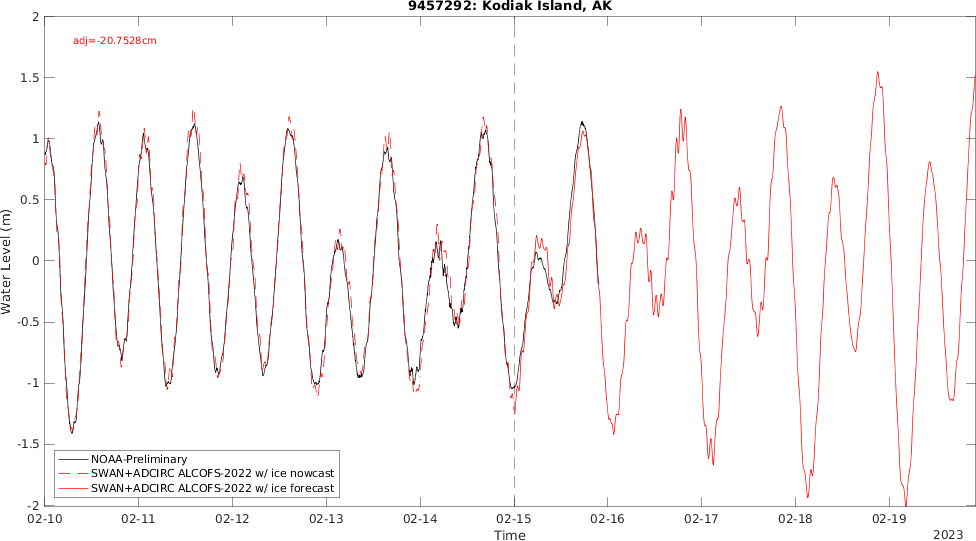 9457292: Kodiak Island, AK
adj=-20.7528cm
2
1.5
1
0.5
0
-0.5
-1
-1.5
-2
Water Level (m)
NOAA-Preliminary
SWAN+ADCIRC ALCOFS-2022 w/ ice nowcast
SWAN+ADCIRC ALCOFS-2022 w/ ice forecast
02-10 02-11 02-12 02-13 02-14 02-15 02-16 02-17 02-18 02-19
Time
2023